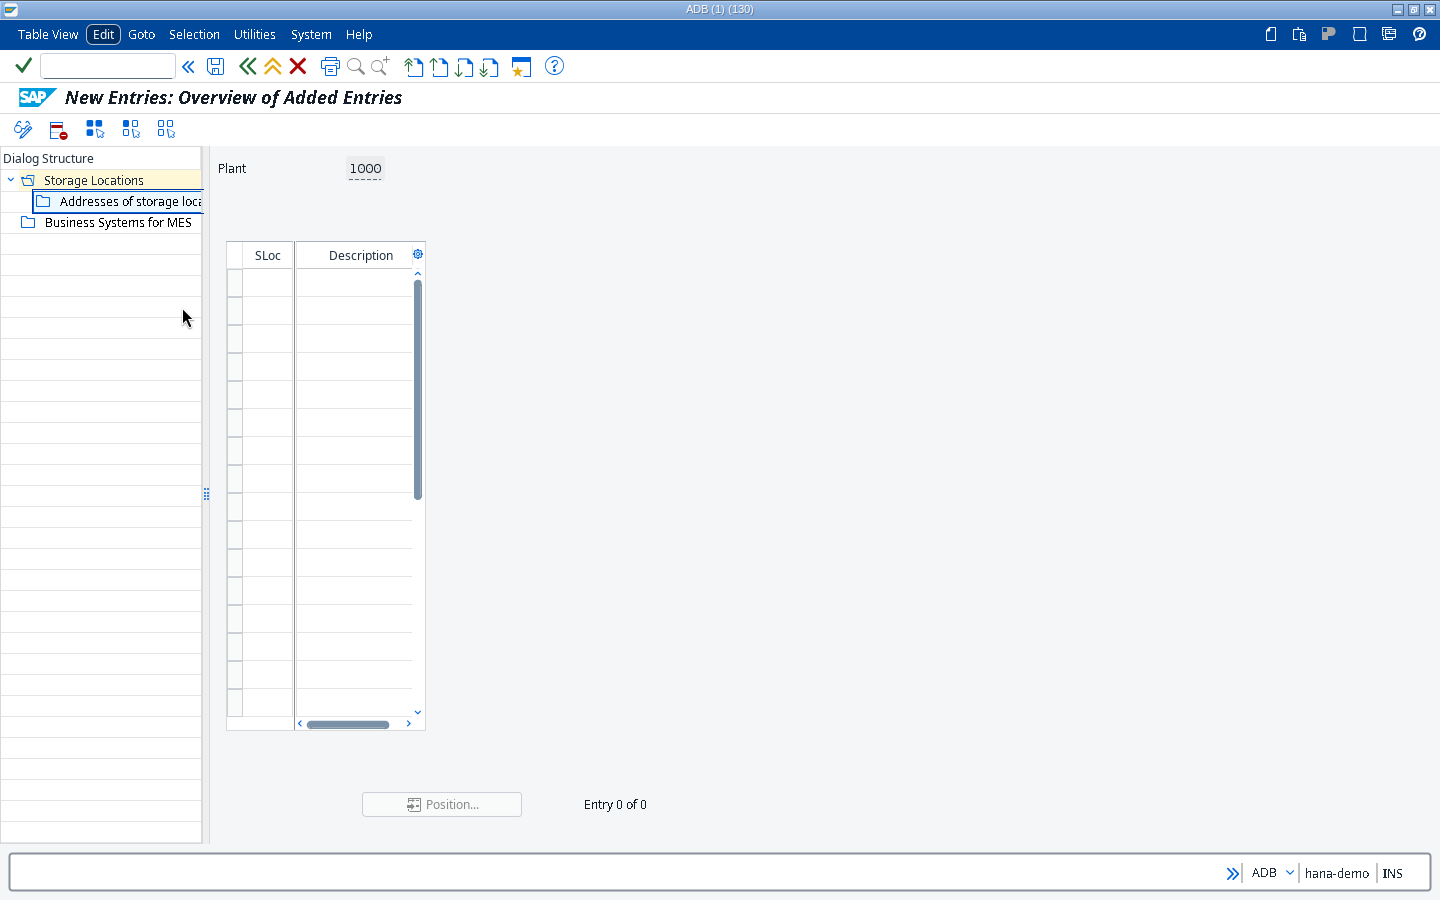 ADB (1) (130)
Table View Edit Goto Selection Utilities System Help
SAP New Entries: Overview of Added Entries
Dialog Structure
Storage Locations
Addresses of storage loca
Business Systems for MES
Plant 1000
SLoc Description
Position... Entry 0 of 0
ADB hana-demo INS